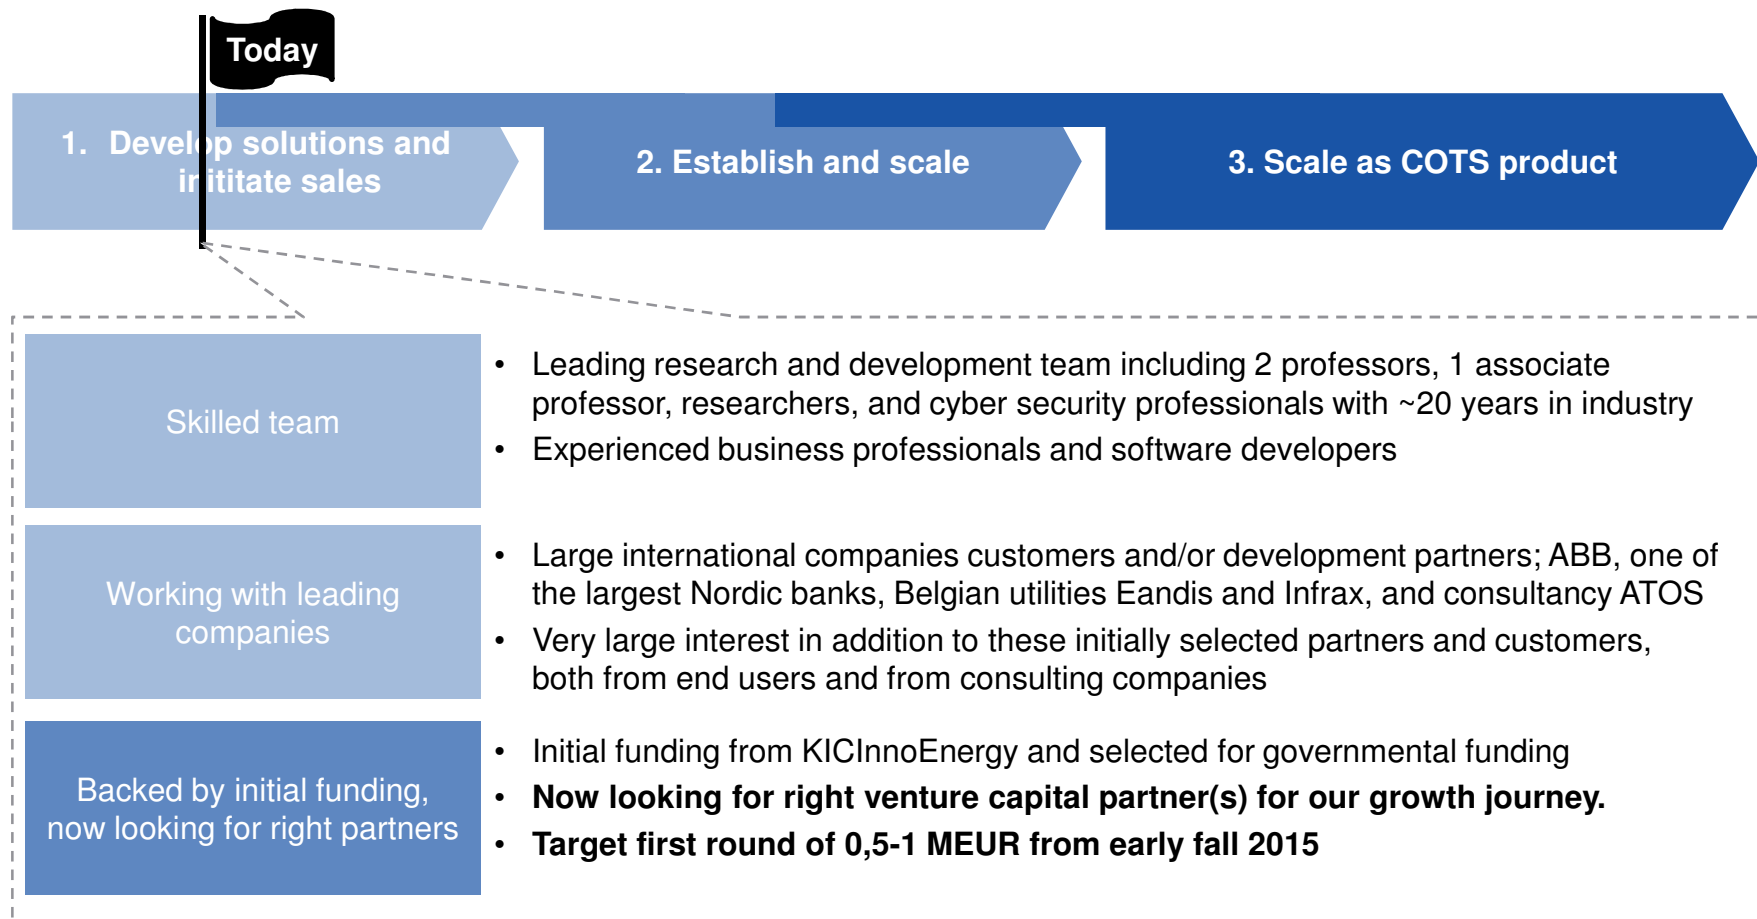 Today
1. Develop solutions and
inititate sales
2. Establish and scale
3. Scale as COTS product
Skilled team
• Leading research and development team including 2 professors, 1 associate
professor, researchers, and cyber security professionals with ~20 years in industry
• Experienced business professionals and software developers
Working with leading
companies
• Large international companies customers and/or development partners; ABB, one of
the largest Nordic banks, Belgian utilities Eandis and Infrax, and consultancy ATOS
• Very large interest in addition to these initially selected partners and customers,
both from end users and from consulting companies
Backed by initial funding,
now looking for right partners
• Initial funding from KICInnoEnergy and selected for governmental funding
• Now looking for right venture capital partner(s) for our growth journey.
• Target first round of 0,5-1 MEUR from early fall 2015